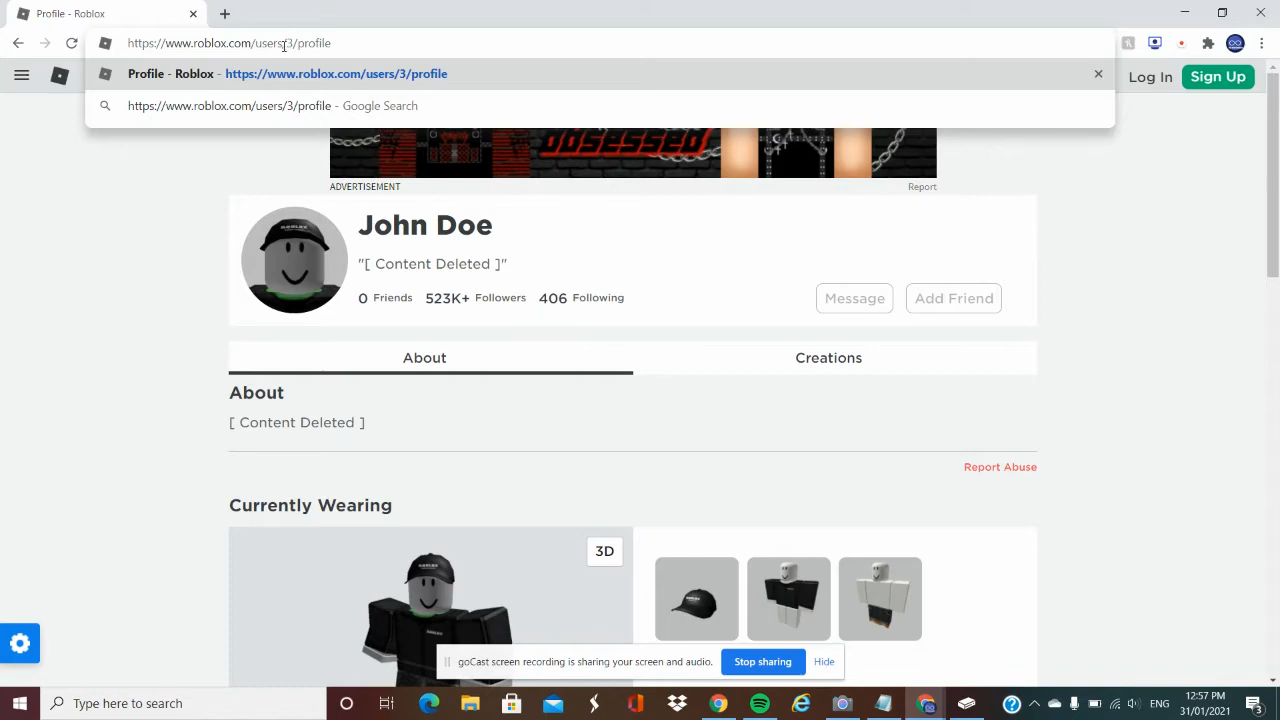 Profile - Roblox
https://www.roblox.com/users/3/profile
Profile - Roblox - https://www.roblox.com/users/3/profile
https://www.roblox.com/users/3/profile - Google Search
Log In
Sign Up
ADVERTISEMENT
Report
John Doe
"[ Content Deleted ]"
0 Friends 523K+ Followers 406 Following
Message
Add Friend
About
Creations
About
[ Content Deleted ]
Report Abuse
Currently Wearing
3D
ROBLOX
goCast screen recording is sharing your screen and audio.
Stop sharing
Hide
Type here to search
ENG
12:57 PM
31/01/2021
3